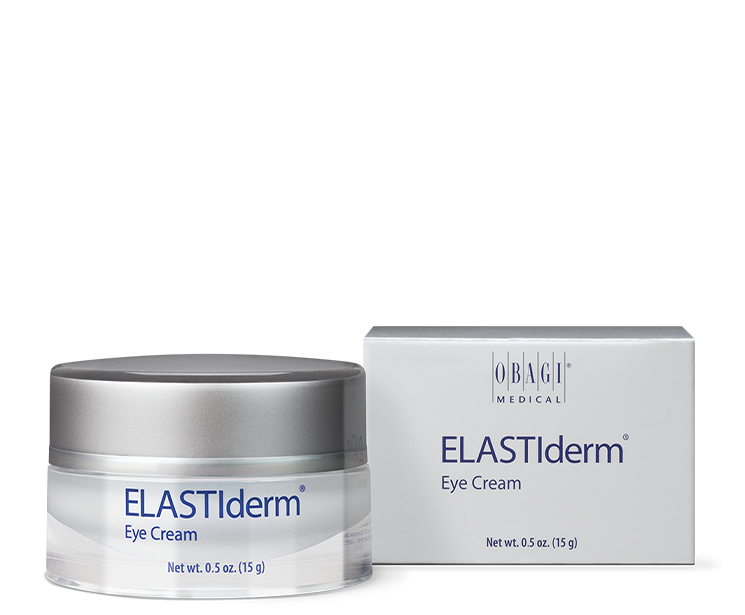 ELASTIderm®
Eye Cream
Net wt. 0.5 oz. (15 g)
OBAGI®
MEDICAL
ELASTIderm®
Eye Cream
Net wt. 0.5 oz. (15 g)